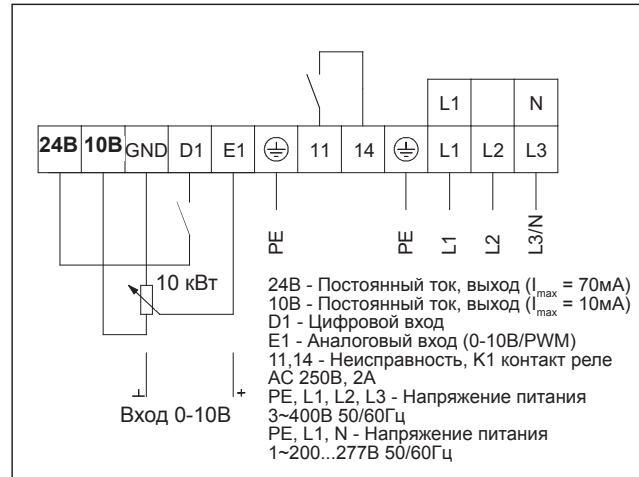 L1 N
24В 10В GND D1 E1 11 14 L1 L2 L3
PE PE L1 L2 L3/N
10 кВт
24В - Постоянный ток, выход (Imax = 70мА)
10В - Постоянный ток, выход (Imax = 10мА)
D1 - Цифровой вход
E1 - Аналоговый вход (0-10В/PWM)
11,14 - Неисправность, К1 контакт реле
АС 250В, 2А
PE, L1, L2, L3 - Напряжение питания
3~400В 50/60Гц
PE, L1, N - Напряжение питания
1~200...277В 50/60Гц
⊥ +
Вход 0-10В